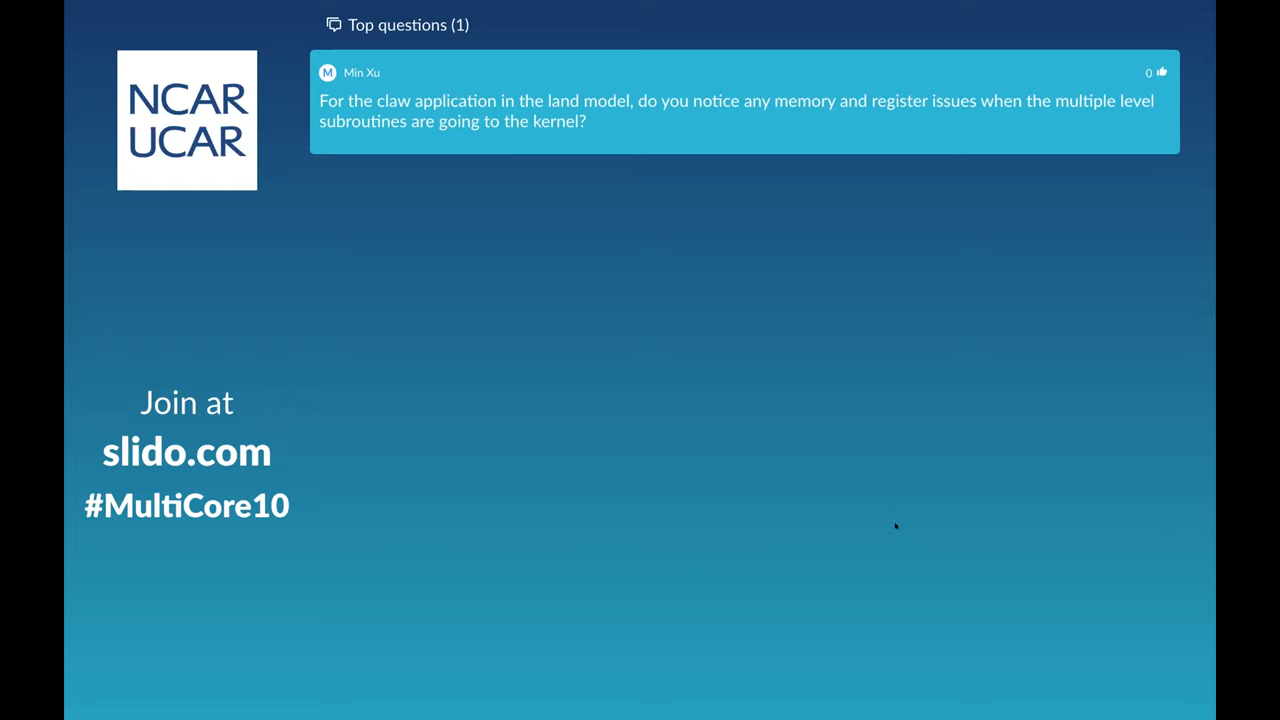 Top questions (1)
NCAR
UCAR
M Min Xu 0
For the claw application in the land model, do you notice any memory and register issues when the multiple level
subroutines are going to the kernel?
Join at
slido.com
#MultiCore10